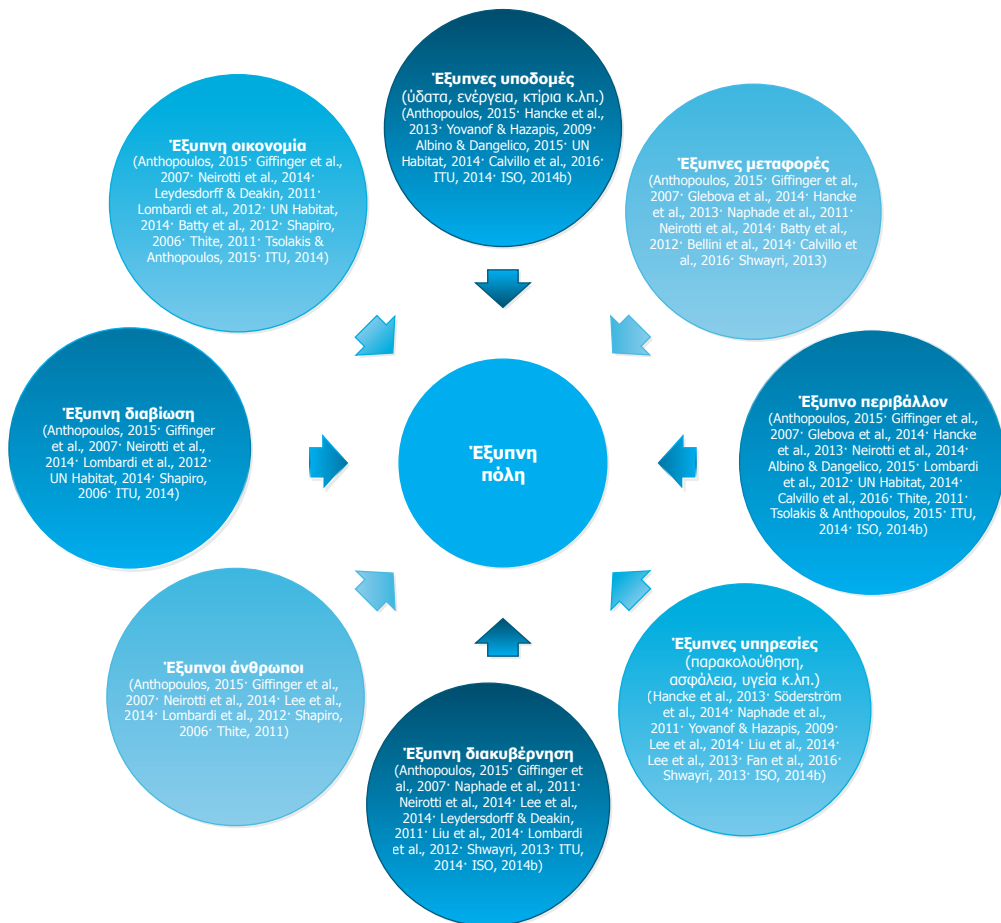 Έξυπνες υποδομές
(ύδατα, ενέργεια, κτίρια κ.λπ.)
(Anthopoulos, 2015· Hancke et al.,
2013· Yovanof & Hazapis, 2009·
Albino & Dangelico, 2015· UN
Habitat, 2014· Calvillo et al., 2016·
ITU, 2014· ISO, 2014b)
Έξυπνη οικονομία
(Anthopoulos, 2015· Giffinger et al.,
2007· Neirotti et al., 2014·
Leydesdorff & Deakin, 2011·
Lombardi et al., 2012· UN Habitat,
2014· Batty et al., 2012· Shapiro,
2006· Thite, 2011· Tsolakis &
Anthopoulos, 2015· ITU, 2014)
Έξυπνες μεταφορές
(Anthopoulos, 2015· Giffinger et al.,
2007· Glebova et al., 2014· Hancke
et al., 2013· Naphade et al., 2011·
Neirotti et al., 2014· Batty et al.,
2012· Bellini et al., 2014· Calvillo et
al., 2016· Shwayri, 2013)
Έξυπνη διαβίωση
(Anthopoulos, 2015· Giffinger
et al., 2007· Neirotti et al.,
2014· Lombardi et al., 2012·
UN Habitat, 2014· Shapiro,
2006· ITU, 2014)
Έξυπνη
πόλη
Έξυπνο περιβάλλον
(Anthopoulos, 2015· Giffinger et al.,
2007· Glebova et al., 2014· Hancke
et al., 2013· Neirotti et al., 2014·
Albino & Dangelico, 2015· Lombardi
et al., 2012· UN Habitat, 2014·
Calvillo et al., 2016· Thite, 2011·
Tsolakis & Anthopoulos, 2015· ITU,
2014· ISO, 2014b)
Έξυπνοι άνθρωποι
(Anthopoulos, 2015· Giffinger et al.,
2007· Neirotti et al., 2014· Lee et al.,
2014· Lombardi et al., 2012· Shapiro,
2006· Thite, 2011)
Έξυπνες υπηρεσίες
(παρακολούθηση,
ασφάλεια, υγεία κ.λπ.)
(Hancke et al., 2013· Söderström
et al., 2014· Naphade et al.,
2011· Yovanof & Hazapis, 2009·
Lee et al., 2014· Liu et al., 2014·
Lee et al., 2013· Fan et al., 2016·
Shwayri, 2013· ISO, 2014b)
Έξυπνη διακυβέρνηση
(Anthopoulos, 2015· Giffinger et
al., 2007· Naphade et al., 2011·
Neirotti et al., 2014· Lee et al.,
2014· Leydersdorff & Deakin,
2011· Liu et al., 2014· Lombardi
et al., 2012· Shwayri, 2013· ITU,
2014· ISO, 2014b)